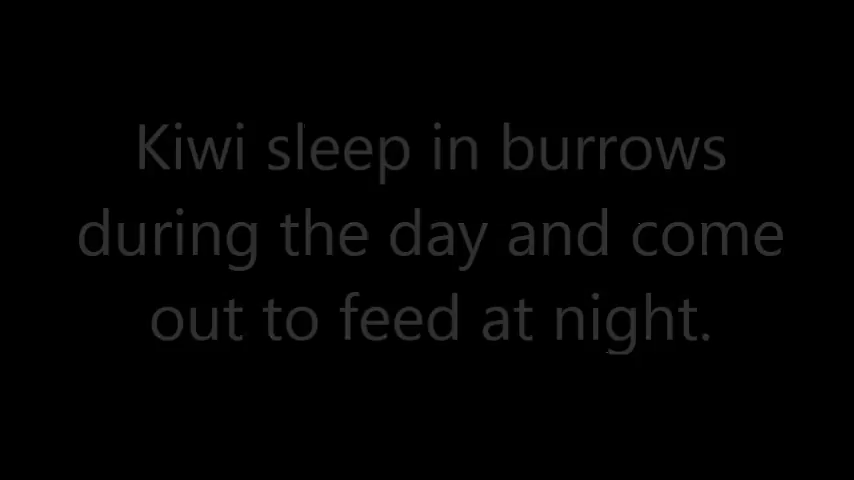 Kiwi sleep in burrows
during the day and come
out to feed at night.